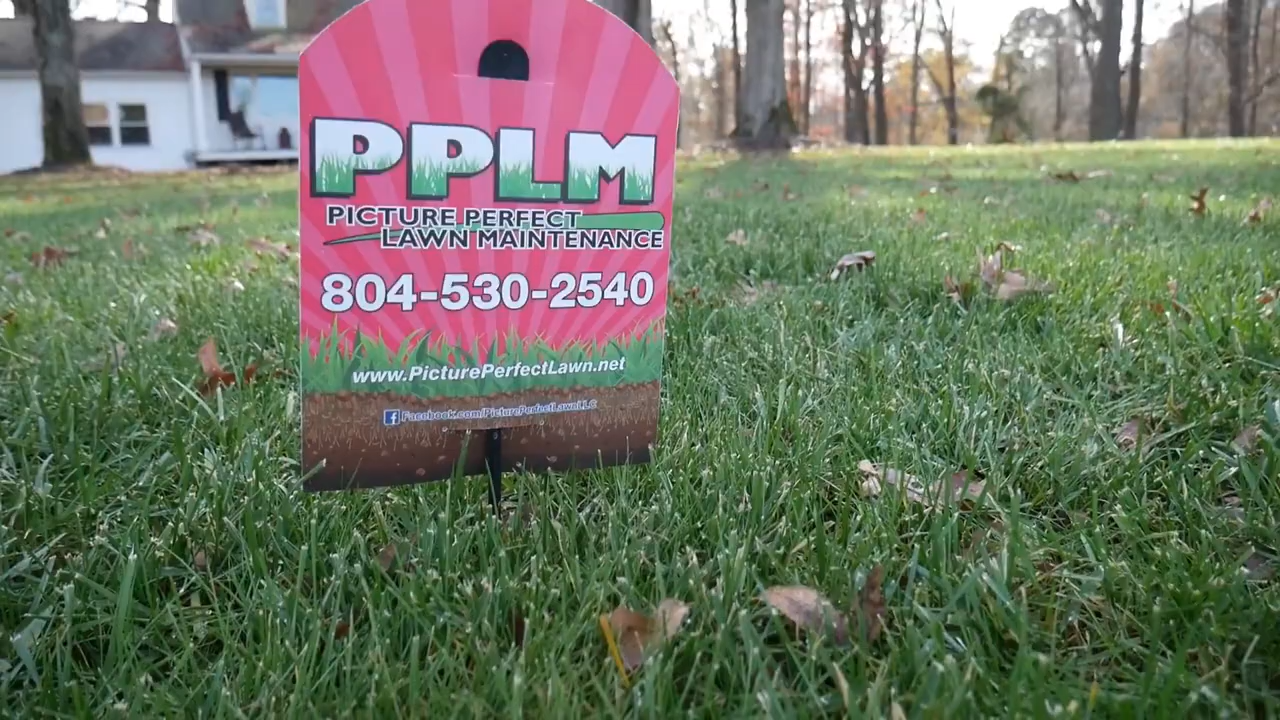 PPLM
PICTURE PERFECT
LAWN MAINTENANCE
804-530-2540
www.PicturePerfectLawn.net
f Facebook.com/PicturePerfectLawnLLC